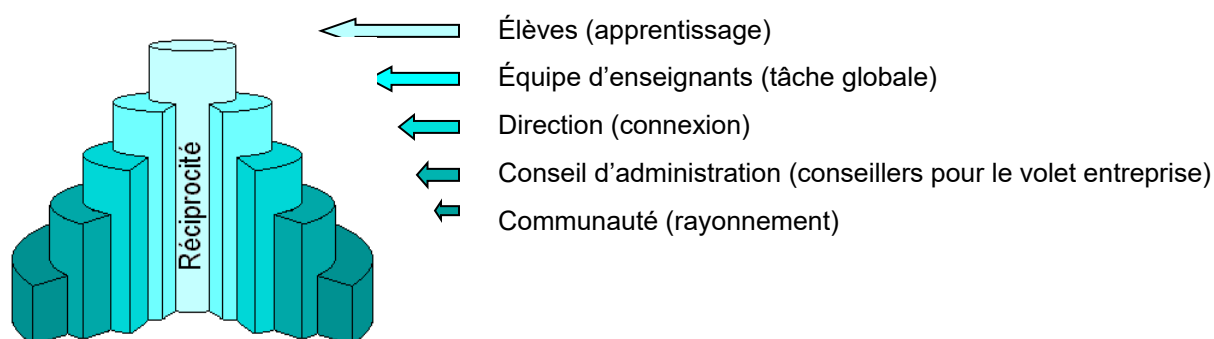 Élèves (apprentissage)
Équipe d’enseignants (tâche globale)
Direction (connexion)
Conseil d’administration (conseillers pour le volet entreprise)
Communauté (rayonnement)
Réciprocité